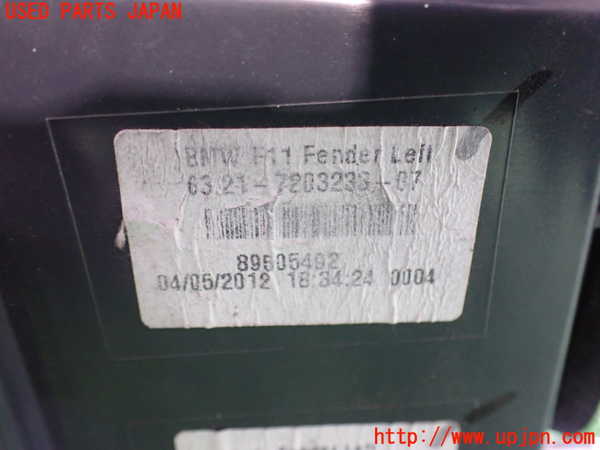 USED PARTS JAPAN
BMW F11 Fender Left
63.21-7203233-07
89505492
04/05/2012 18:34:24 0004
http://www.upjpn.com/